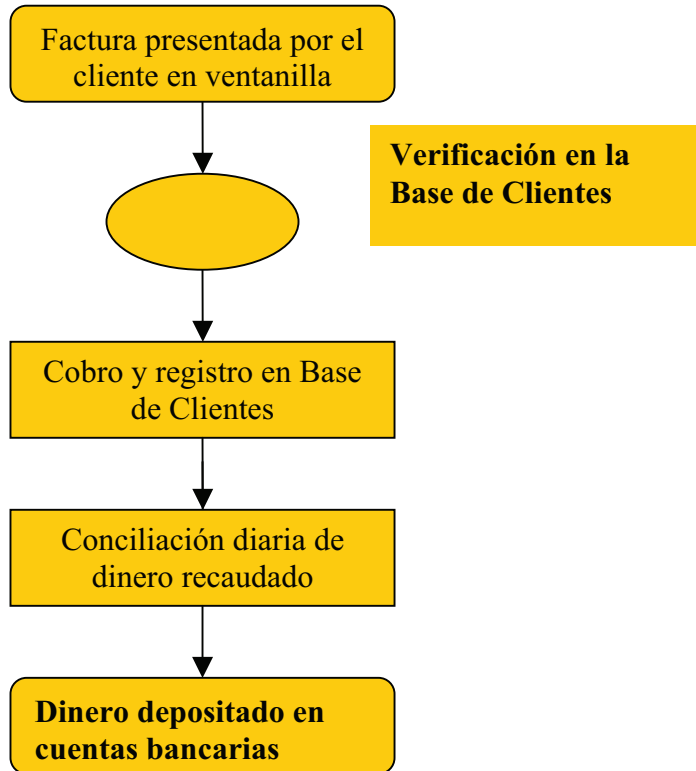 Factura presentada por el
cliente en ventanilla
Verificación en la
Base de Clientes
Cobro y registro en Base
de Clientes
Conciliación diaria de
dinero recaudado
Dinero depositado en
cuentas bancarias